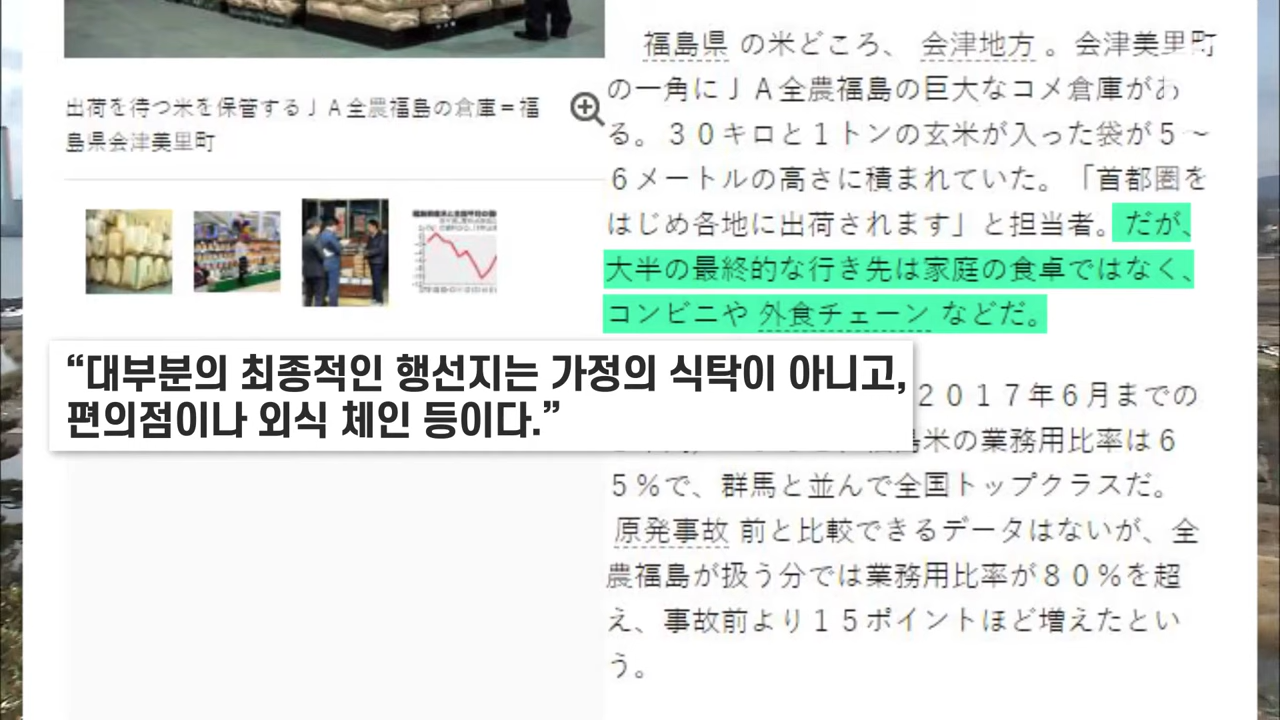 出荷を待つ米を保管するＪＡ全農福島の倉庫＝福
島県会津美里町
福島県 の米どころ、 会津地方 。会津美里町
の一角にＪＡ全農福島の巨大なコメ倉庫があ
る。３０キロと１トンの玄米が入った袋が５～
６メートルの高さに積まれていた。「首都圏を
はじめ各地に出荷されます」と担当者。だが、
大半の最終的な行き先は家庭の食卓ではなく、
コンビニや 外食チェーン などだ。
“대부분의 최종적인 행선지는 가정의 식탁이 아니고,
편의점이나 외식 체인 등이다.”
２０１７年６月までの
米の業務用比率は６
５％で、群馬と並んで全国トップクラスだ。
原発事故 前と比較できるデータはないが、全
農福島が扱う分では業務用比率が８０％を超
え、事故前より１５ポイントほど増えたとい
う。